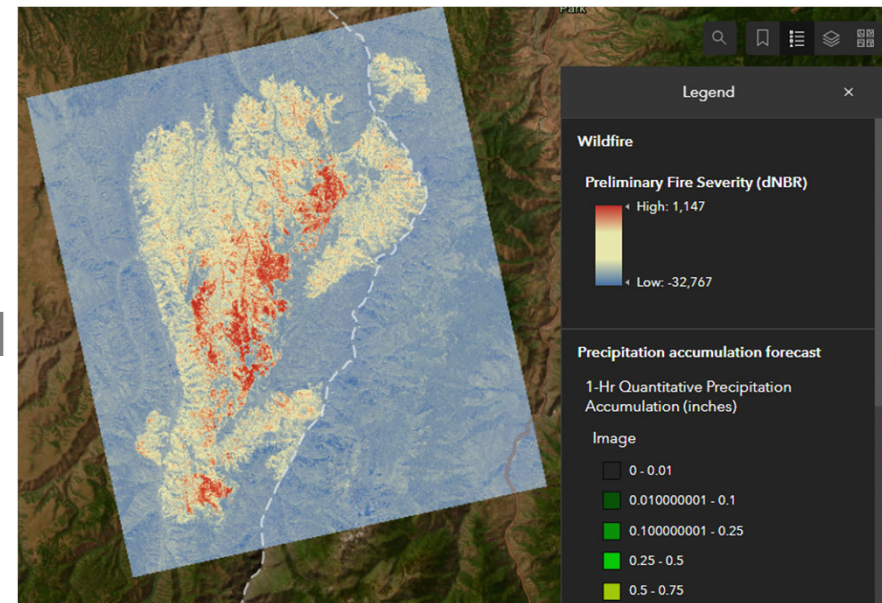 Park
Legend
Wildfire
Preliminary Fire Severity (dNBR)
High: 1,147
Low: -32,767
Precipitation accumulation forecast
1-Hr Quantitative Precipitation
Accumulation (inches)
Image
0 - 0.01
0.010000001 - 0.1
0.100000001 - 0.25
0.25 - 0.5
0.5 - 0.75